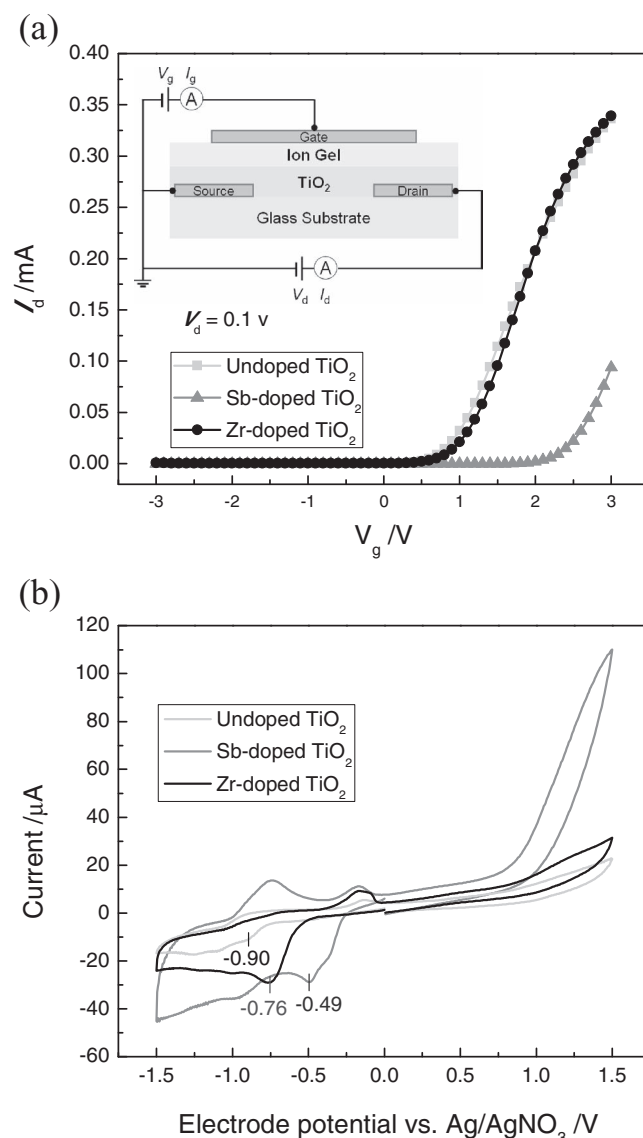 (a)
0.40
0.35
0.30
0.25
0.20
0.15
0.10
0.05
0.00
I_d /mA
V_g I_g
A
Gate
Ion Gel
TiO₂
Source
Drain
Glass Substrate
A
V_d I_d
V_d = 0.1 v
Undoped TiO₂
Sb-doped TiO₂
Zr-doped TiO₂
-3 -2 -1 0 1 2 3
V_g /V
(b)
120
100
80
60
40
20
0
-20
-40
-60
Current /μA
Undoped TiO₂
Sb-doped TiO₂
Zr-doped TiO₂
-0.90
-0.76
-0.49
-1.5 -1.0 -0.5 0.0 0.5 1.0 1.5
Electrode potential vs. Ag/AgNO₃ /V